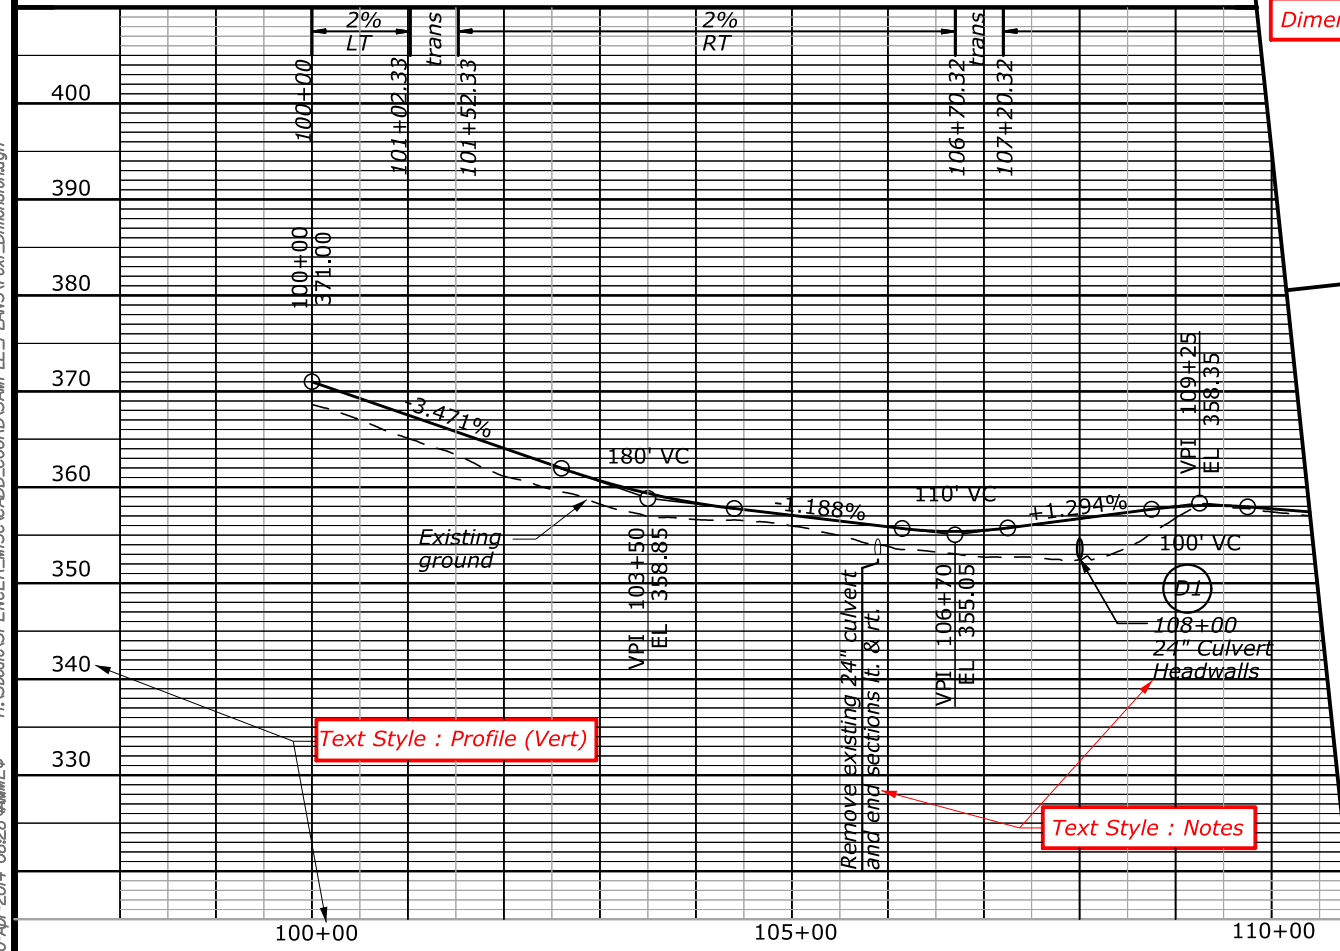 2%
LT
trans
2%
RT
trans
Dimen
100+00
101+02.33
101+52.33
106+70.32
107+20.32
400
390
380
370
360
350
340
330
100+00
371.00
-3.471%
180' VC
-1.188%
110' VC
+1.294%
100' VC
VPI 109+25
EL 358.35
Existing
ground
VPI 103+50
EL 358.85
Remove existing 24" culvert
and end sections lt. & rt.
VPI 106+70
EL 355.05
D1
108+00
24" Culvert
Headwalls
Text Style : Profile (Vert)
Text Style : Notes
100+00
105+00
110+00